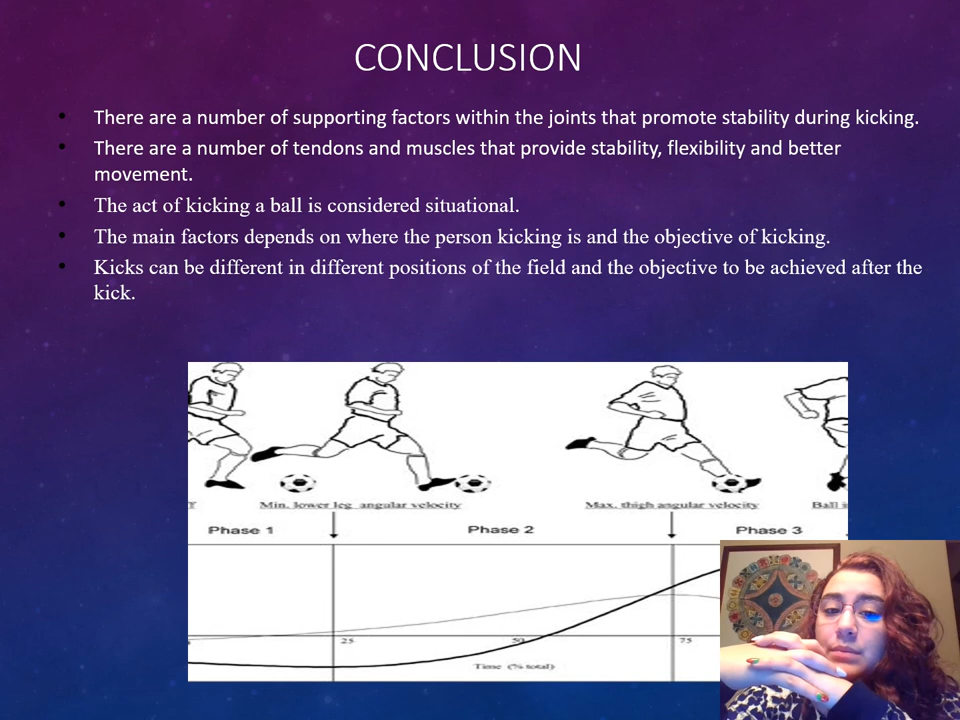 CONCLUSION
• There are a number of supporting factors within the joints that promote stability during kicking.
• There are a number of tendons and muscles that provide stability, flexibility and better
movement.
• The act of kicking a ball is considered situational.
• The main factors depends on where the person kicking is and the objective of kicking.
• Kicks can be different in different positions of the field and the objective to be achieved after the
kick.
Min. lower leg angular velocity Max. thigh angular velocity Ball
Phase 1 Phase 2 Phase 3
25 50 75
Time (% total)